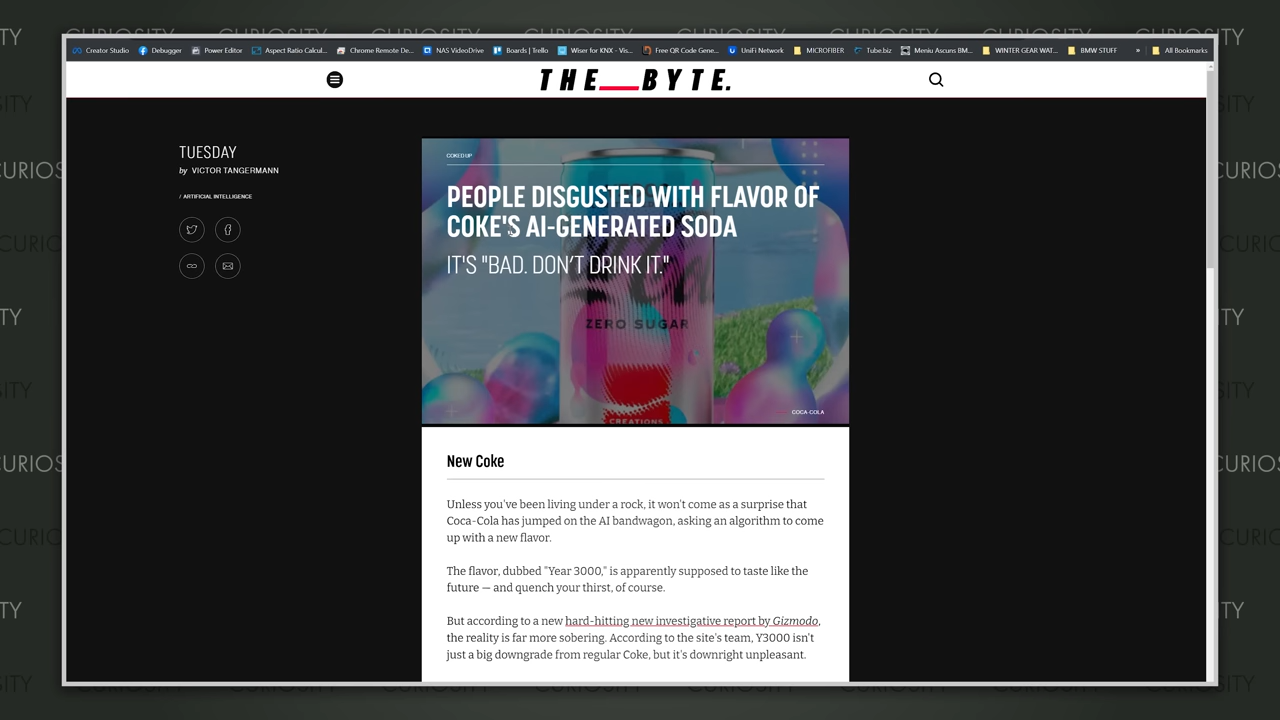 Creator Studio Debugger Power Editor Aspect Ratio Calcul... Chrome Remote De... NAS VideoDrive Boards | Trello Wiser for KNX - Vis... Free QR Code Gene... UniFi Network MICROFIBER Tube.biz Meniu Ascuns BM... WINTER GEAR WAT... BMW STUFF » All Bookmarks
THE__BYTE.
TUESDAY
by VICTOR TANGERMANN
/ ARTIFICIAL INTELLIGENCE
COKED UP
PEOPLE DISGUSTED WITH FLAVOR OF
COKE'S AI-GENERATED SODA
IT'S "BAD. DON'T DRINK IT."
ZERO SUGAR
COCA-COLA
CREATIONS
New Coke
Unless you've been living under a rock, it won't come as a surprise that
Coca-Cola has jumped on the AI bandwagon, asking an algorithm to come
up with a new flavor.
The flavor, dubbed "Year 3000," is apparently supposed to taste like the
future — and quench your thirst, of course.
But according to a new hard-hitting new investigative report by Gizmodo,
the reality is far more sobering. According to the site's team, Y3000 isn't
just a big downgrade from regular Coke, but it's downright unpleasant.